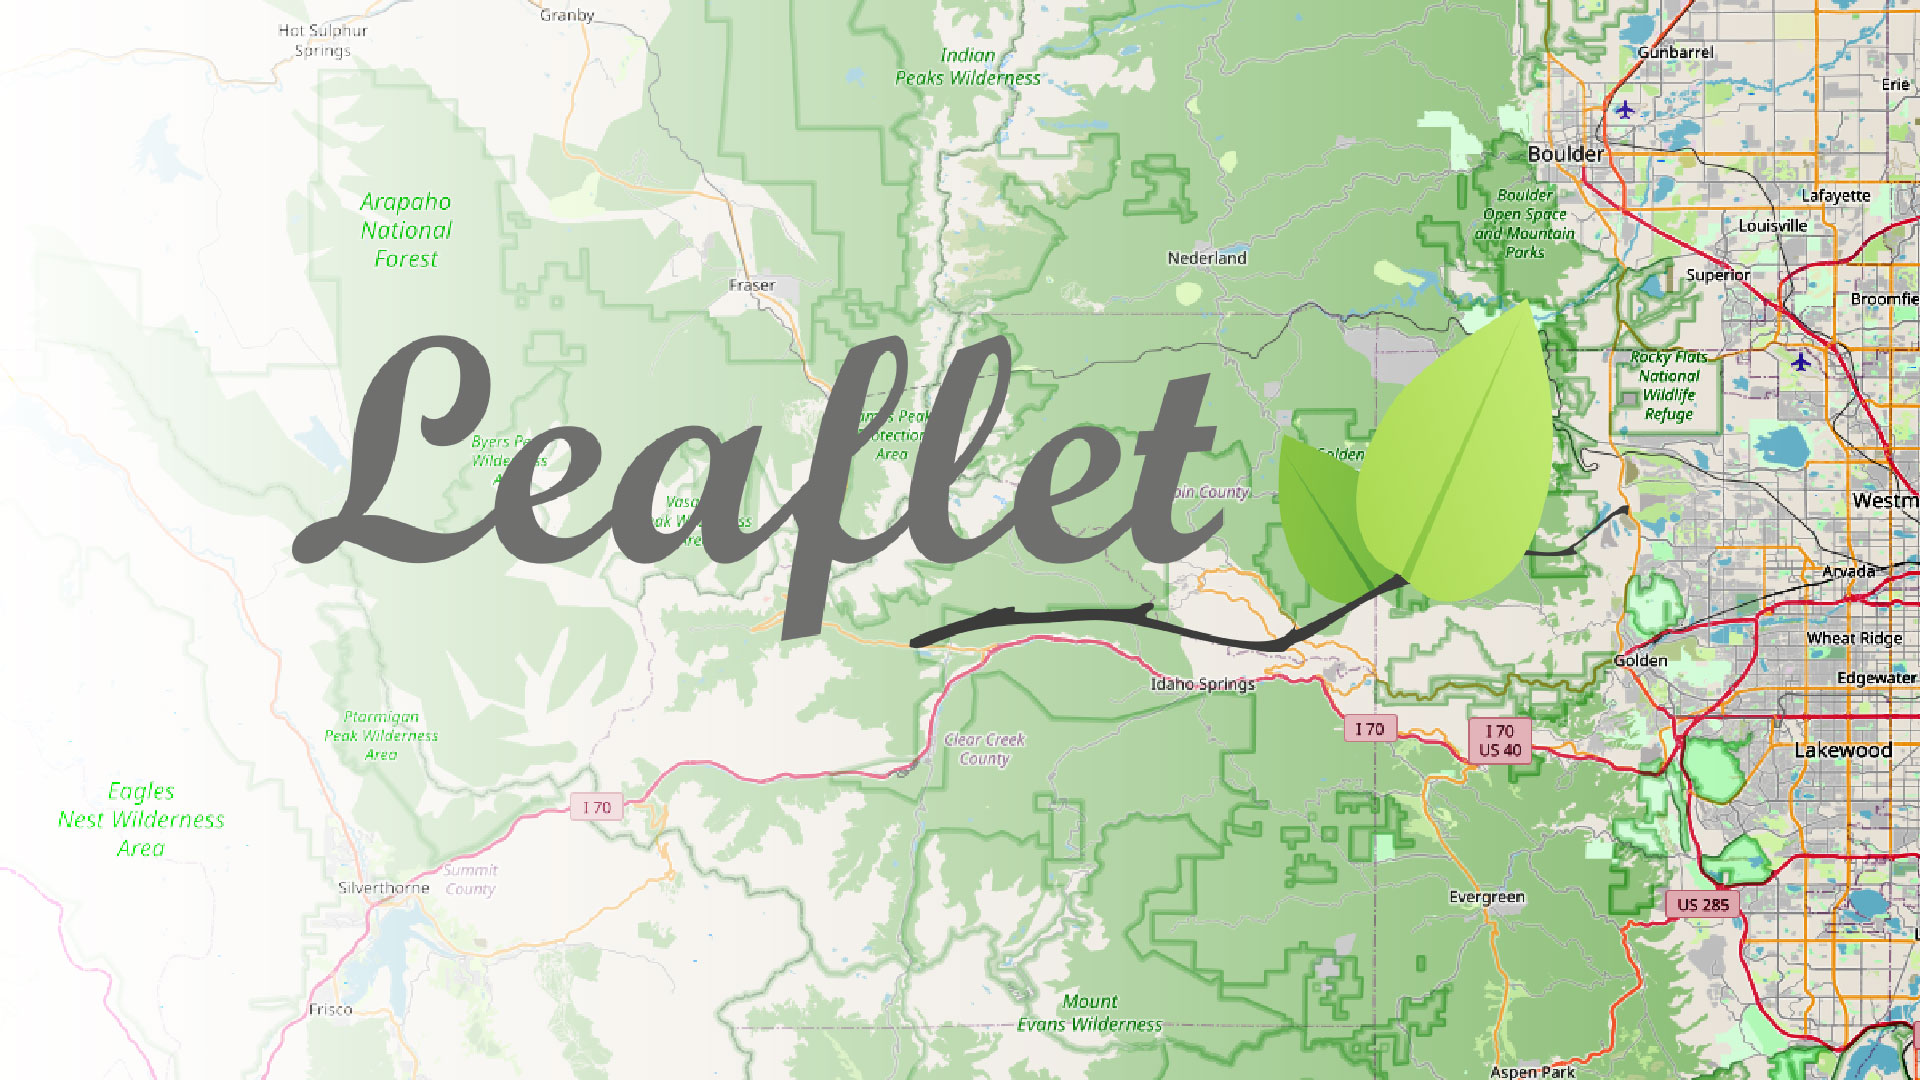 Granby
Hot Sulphur
Springs
Indian
Peaks Wilderness
Gunbarrel
Erie
Boulder
Arapaho
National
Forest
Boulder
Open Space
and Mountain
Parks
Lafayette
Louisville
Nederland
Superior
Fraser
Broomfie
Rocky Flats
National
Wildlife
Refuge
Leaflet
Byers Pe
Wilde ess
A
Peak
otection
Area
Golden
Vasq
ak W ss
Are
pin County
Westm
Arvada
Wheat Ridge
Golden
Edgewater
Idaho Springs
I 70
I 70
US 40
Clear Creek
County
Lakewood
Ptarmigan
Peak Wilderness
Area
Eagles
Nest Wilderness
Area
I 70
Summit
County
Silverthorne
Evergreen
US 285
Frisco
Mount
Evans Wilderness
Aspen Park